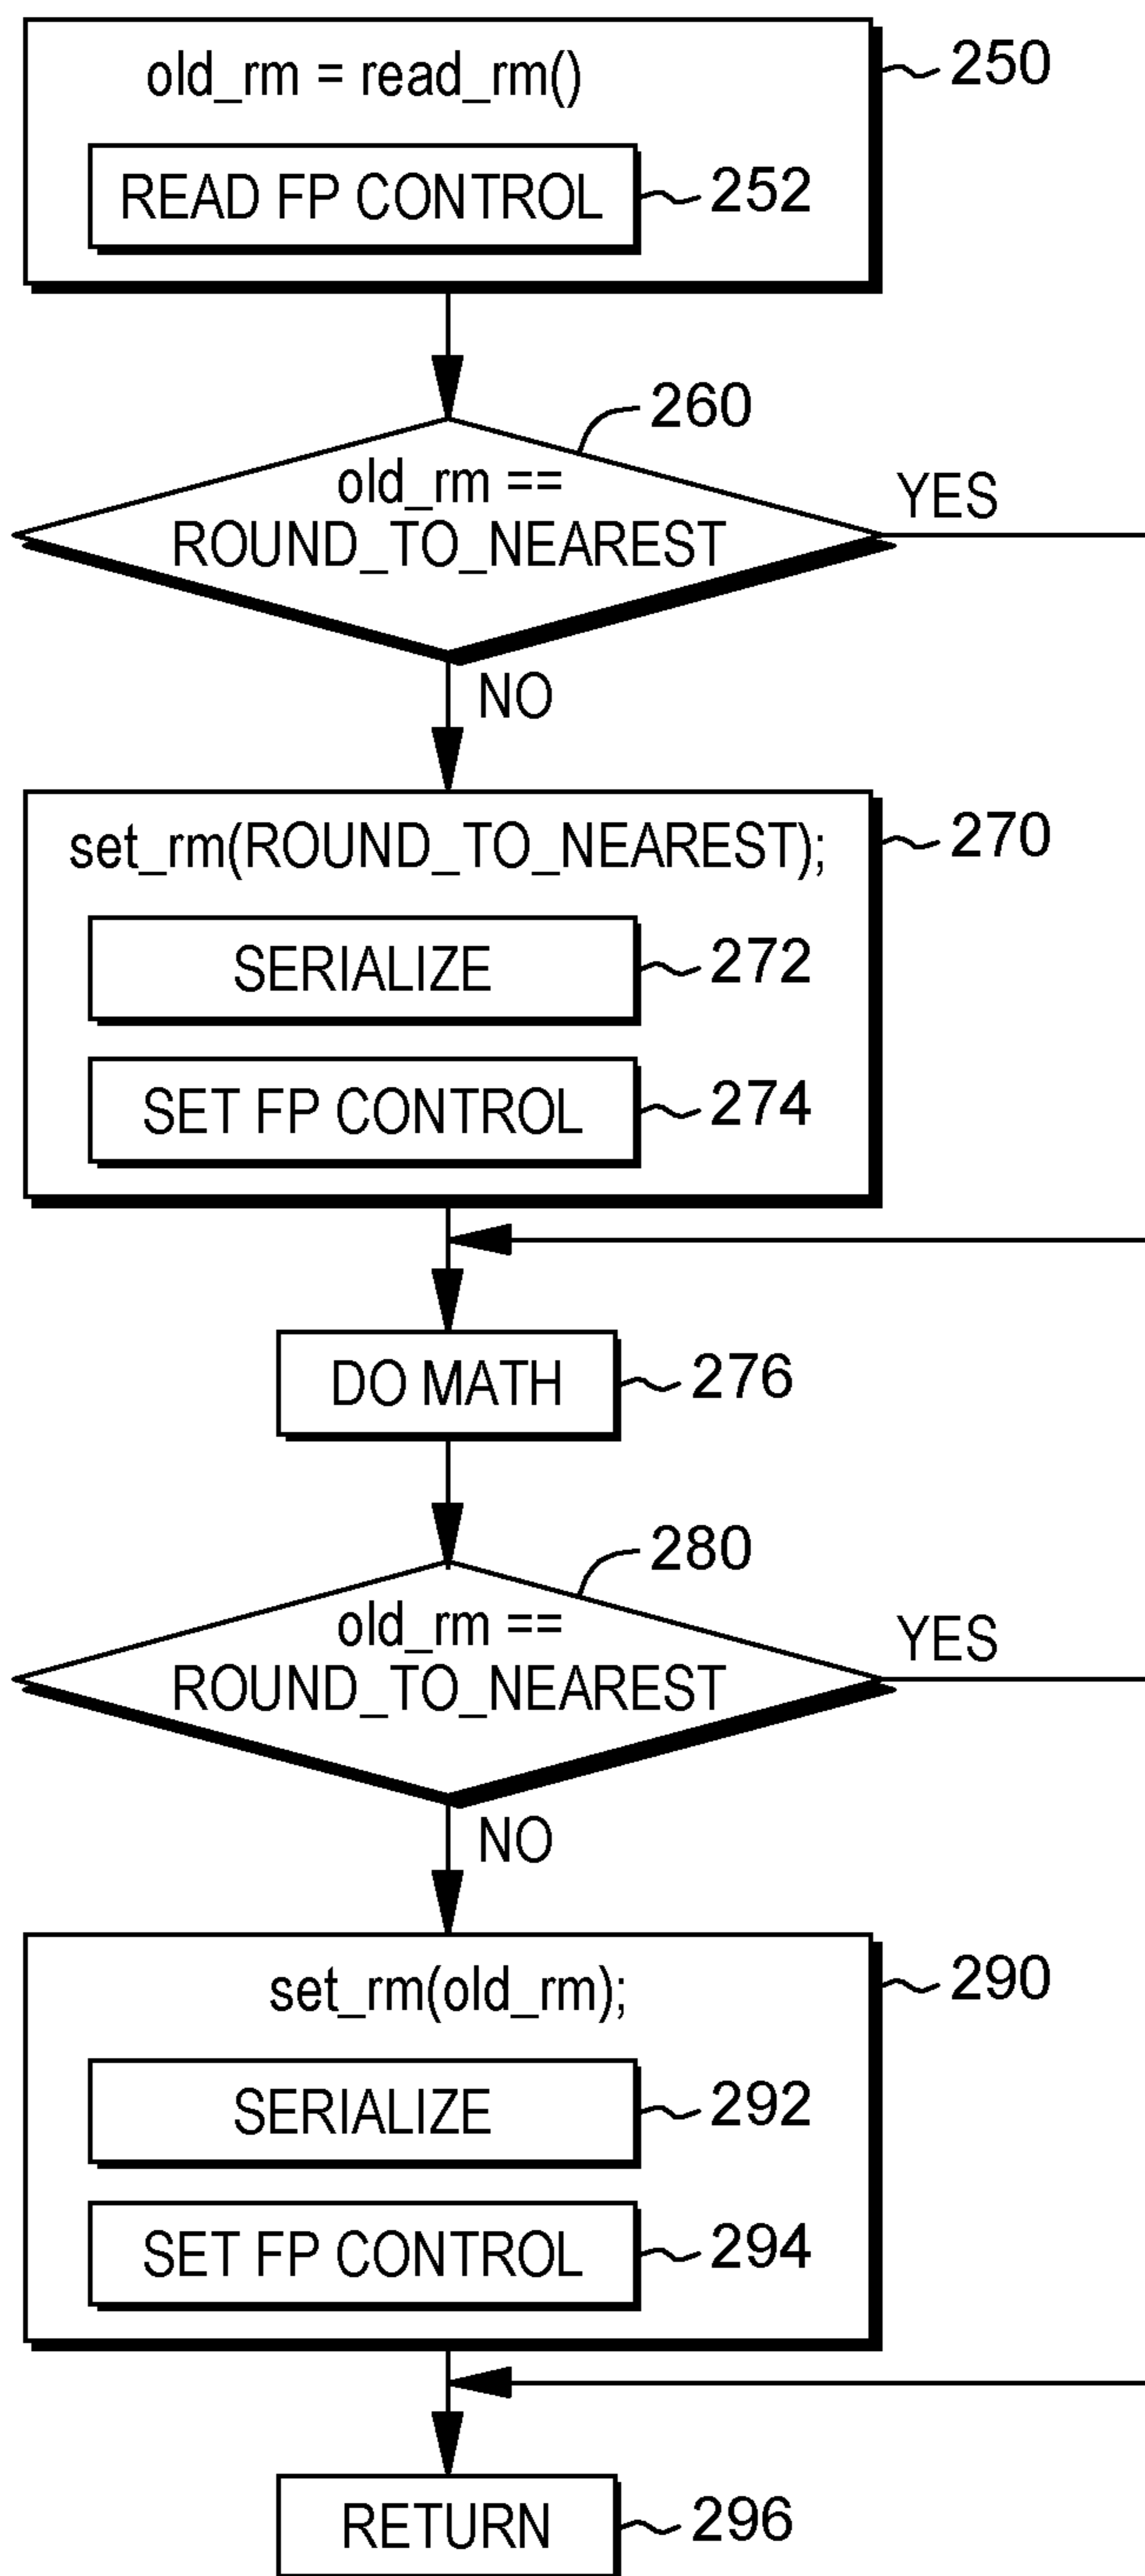 old_rm = read_rm()
250
READ FP CONTROL
252
260
old_rm ==
ROUND_TO_NEAREST
YES
NO
set_rm(ROUND_TO_NEAREST);
270
SERIALIZE
272
SET FP CONTROL
274
DO MATH
276
280
old_rm ==
ROUND_TO_NEAREST
YES
NO
set_rm(old_rm);
290
SERIALIZE
292
SET FP CONTROL
294
RETURN
296